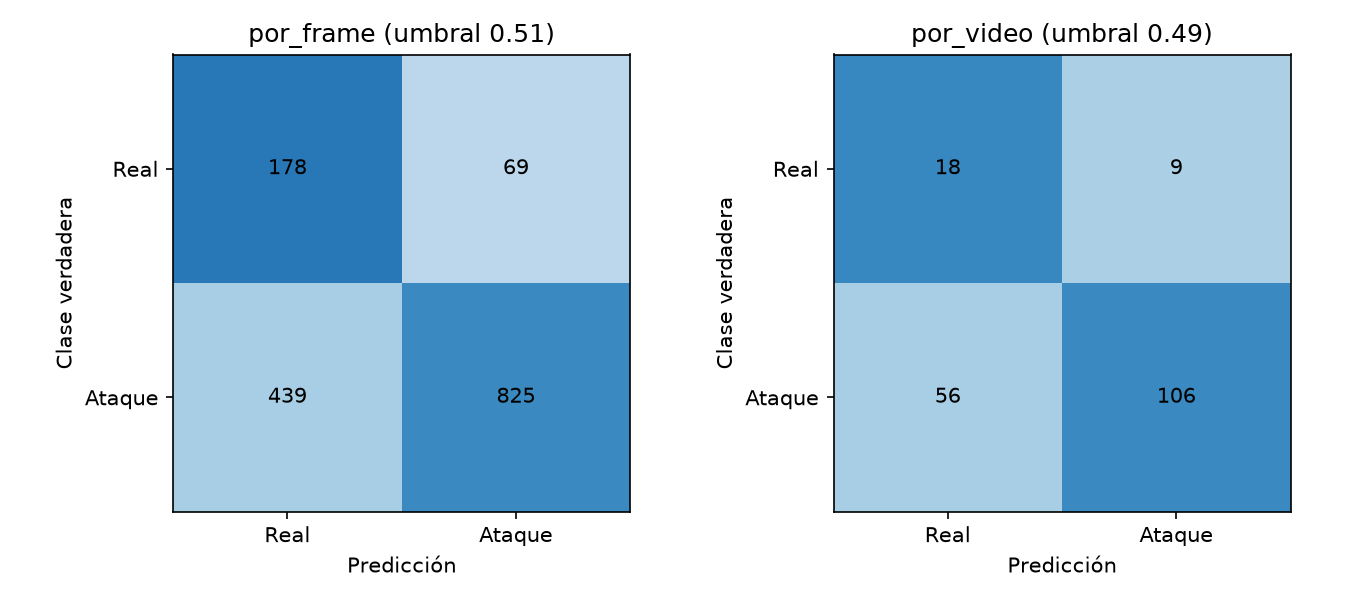 por_frame (umbral 0.51)
Clase verdadera
Real
178
69
Ataque
439
825
Real
Ataque
Predicción
por_video (umbral 0.49)
Clase verdadera
Real
18
9
Ataque
56
106
Real
Ataque
Predicción